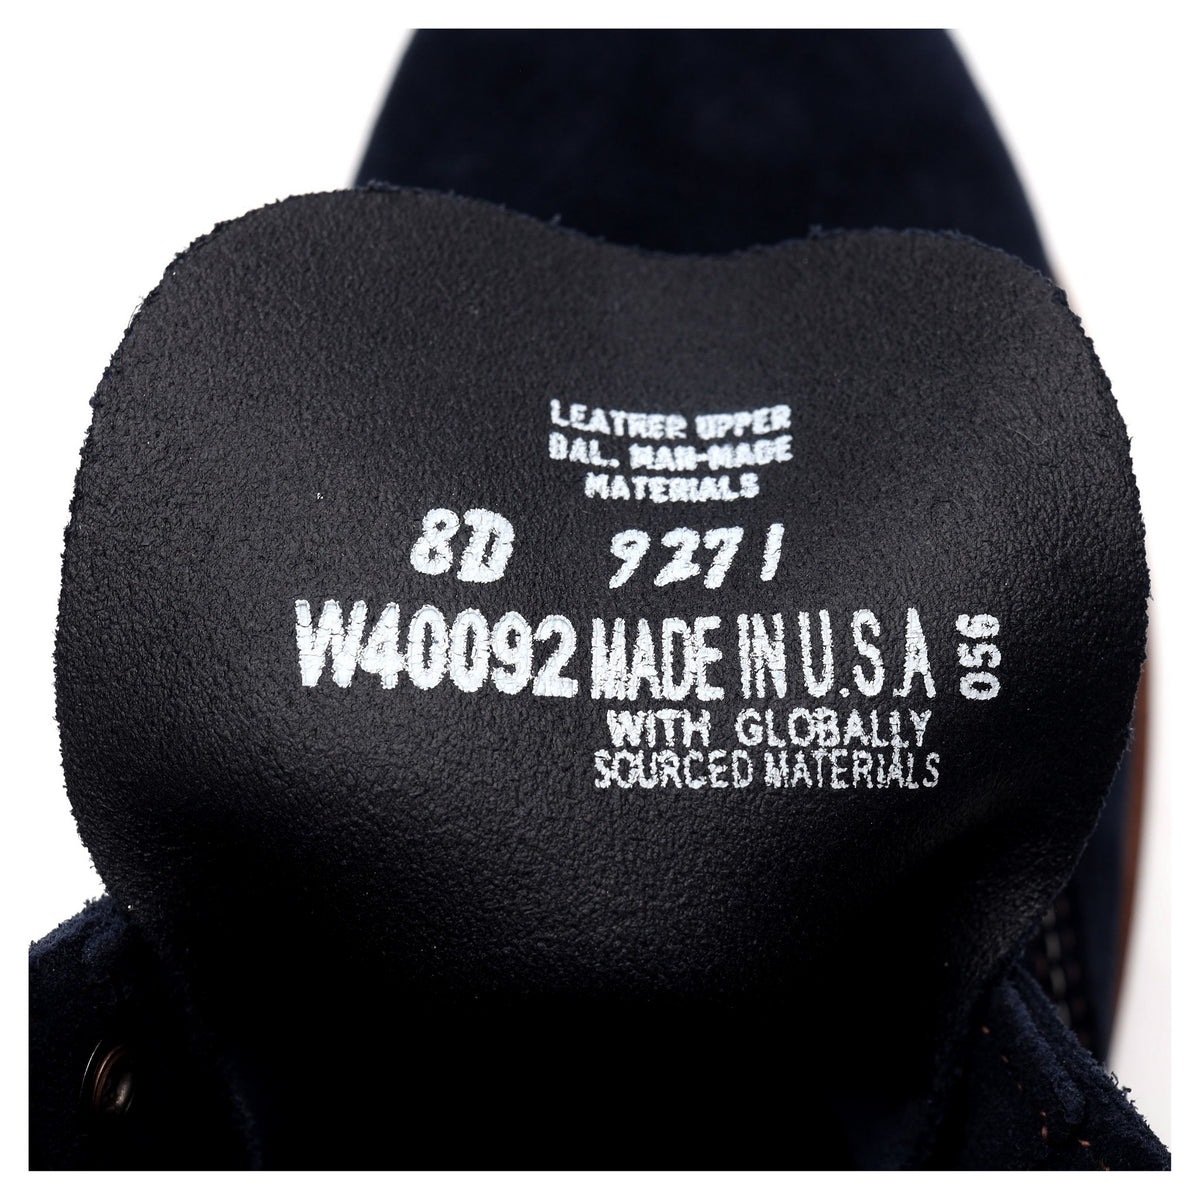 LEATHER UPPER
BAL. MAN-MADE
MATERIALS
8D 9271
W40092 MADE IN U.S.A 056
WITH GLOBALLY
SOURCED MATERIALS